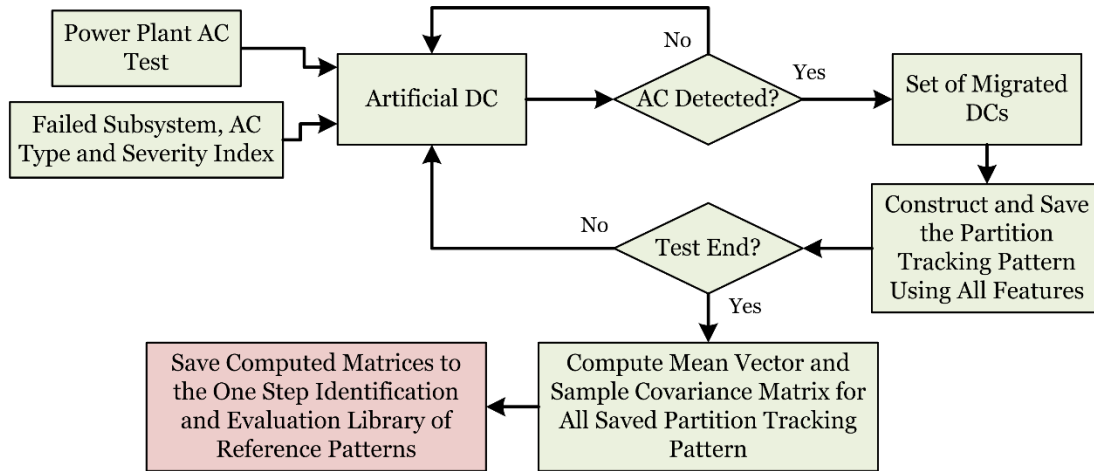 Power Plant AC
Test
Failed Subsystem, AC
Type and Severity Index
Artificial DC
No
AC Detected?
Yes
Set of Migrated
DCs
Construct and Save
the Partition
Tracking Pattern
Using All Features
No
Test End?
Yes
Compute Mean Vector and
Sample Covariance Matrix for
All Saved Partition Tracking
Pattern
Save Computed Matrices to
the One Step Identification
and Evaluation Library of
Reference Patterns